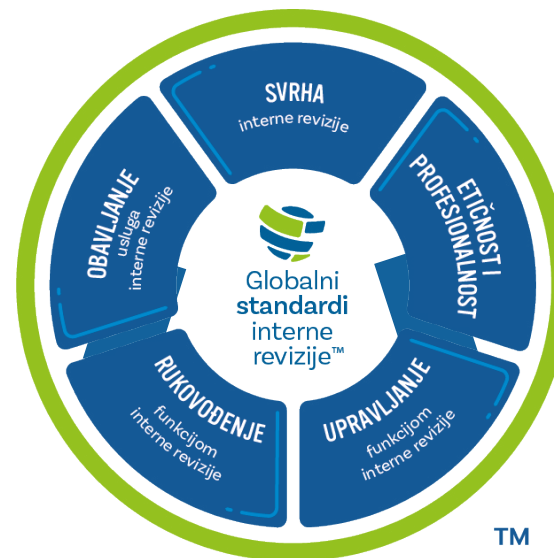 SVRHA
interne revizije
ETIČNOST I
PROFESIONALNOST
UPRAVLJANJE
funkcijom
interne revizije
RUKOVOĐENJE
funkcijom
interne revizije
OBAVLJANJE
usluga
interne revizije
Globalni
standardi
interne
revizije™
TM